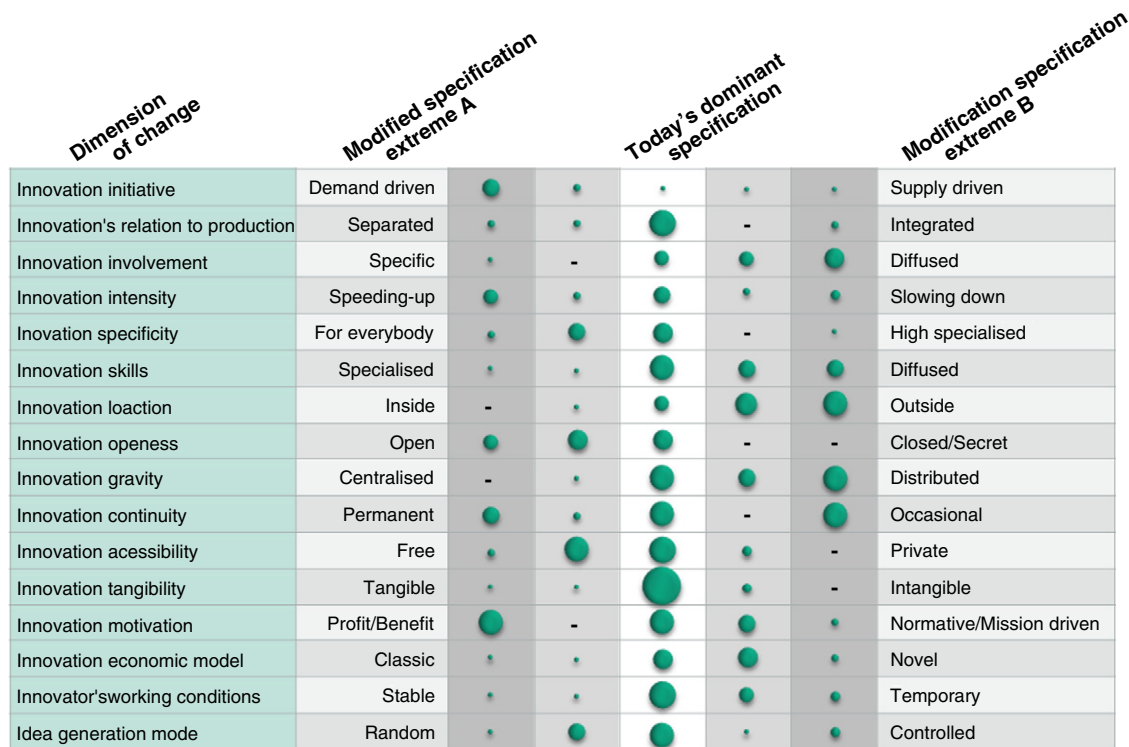 Dimension
of change
Modified specification
extreme A
Today's dominant
specification
Modification specification
extreme B
Innovation initiative Demand driven Supply driven
Innovation's relation to production Separated - Integrated
Innovation involvement Specific - Diffused
Innovation intensity Speeding-up Slowing down
Inovation specificity For everybody - High specialised
Innovation skills Specialised Diffused
Innovation loaction Inside - Outside
Innovation openess Open - - Closed/Secret
Innovation gravity Centralised - Distributed
Innovation continuity Permanent - Occasional
Innovation acessibility Free - Private
Innovation tangibility Tangible - Intangible
Innovation motivation Profit/Benefit - Normative/Mission driven
Innovation economic model Classic Novel
Innovator'sworking conditions Stable Temporary
Idea generation mode Random Controlled